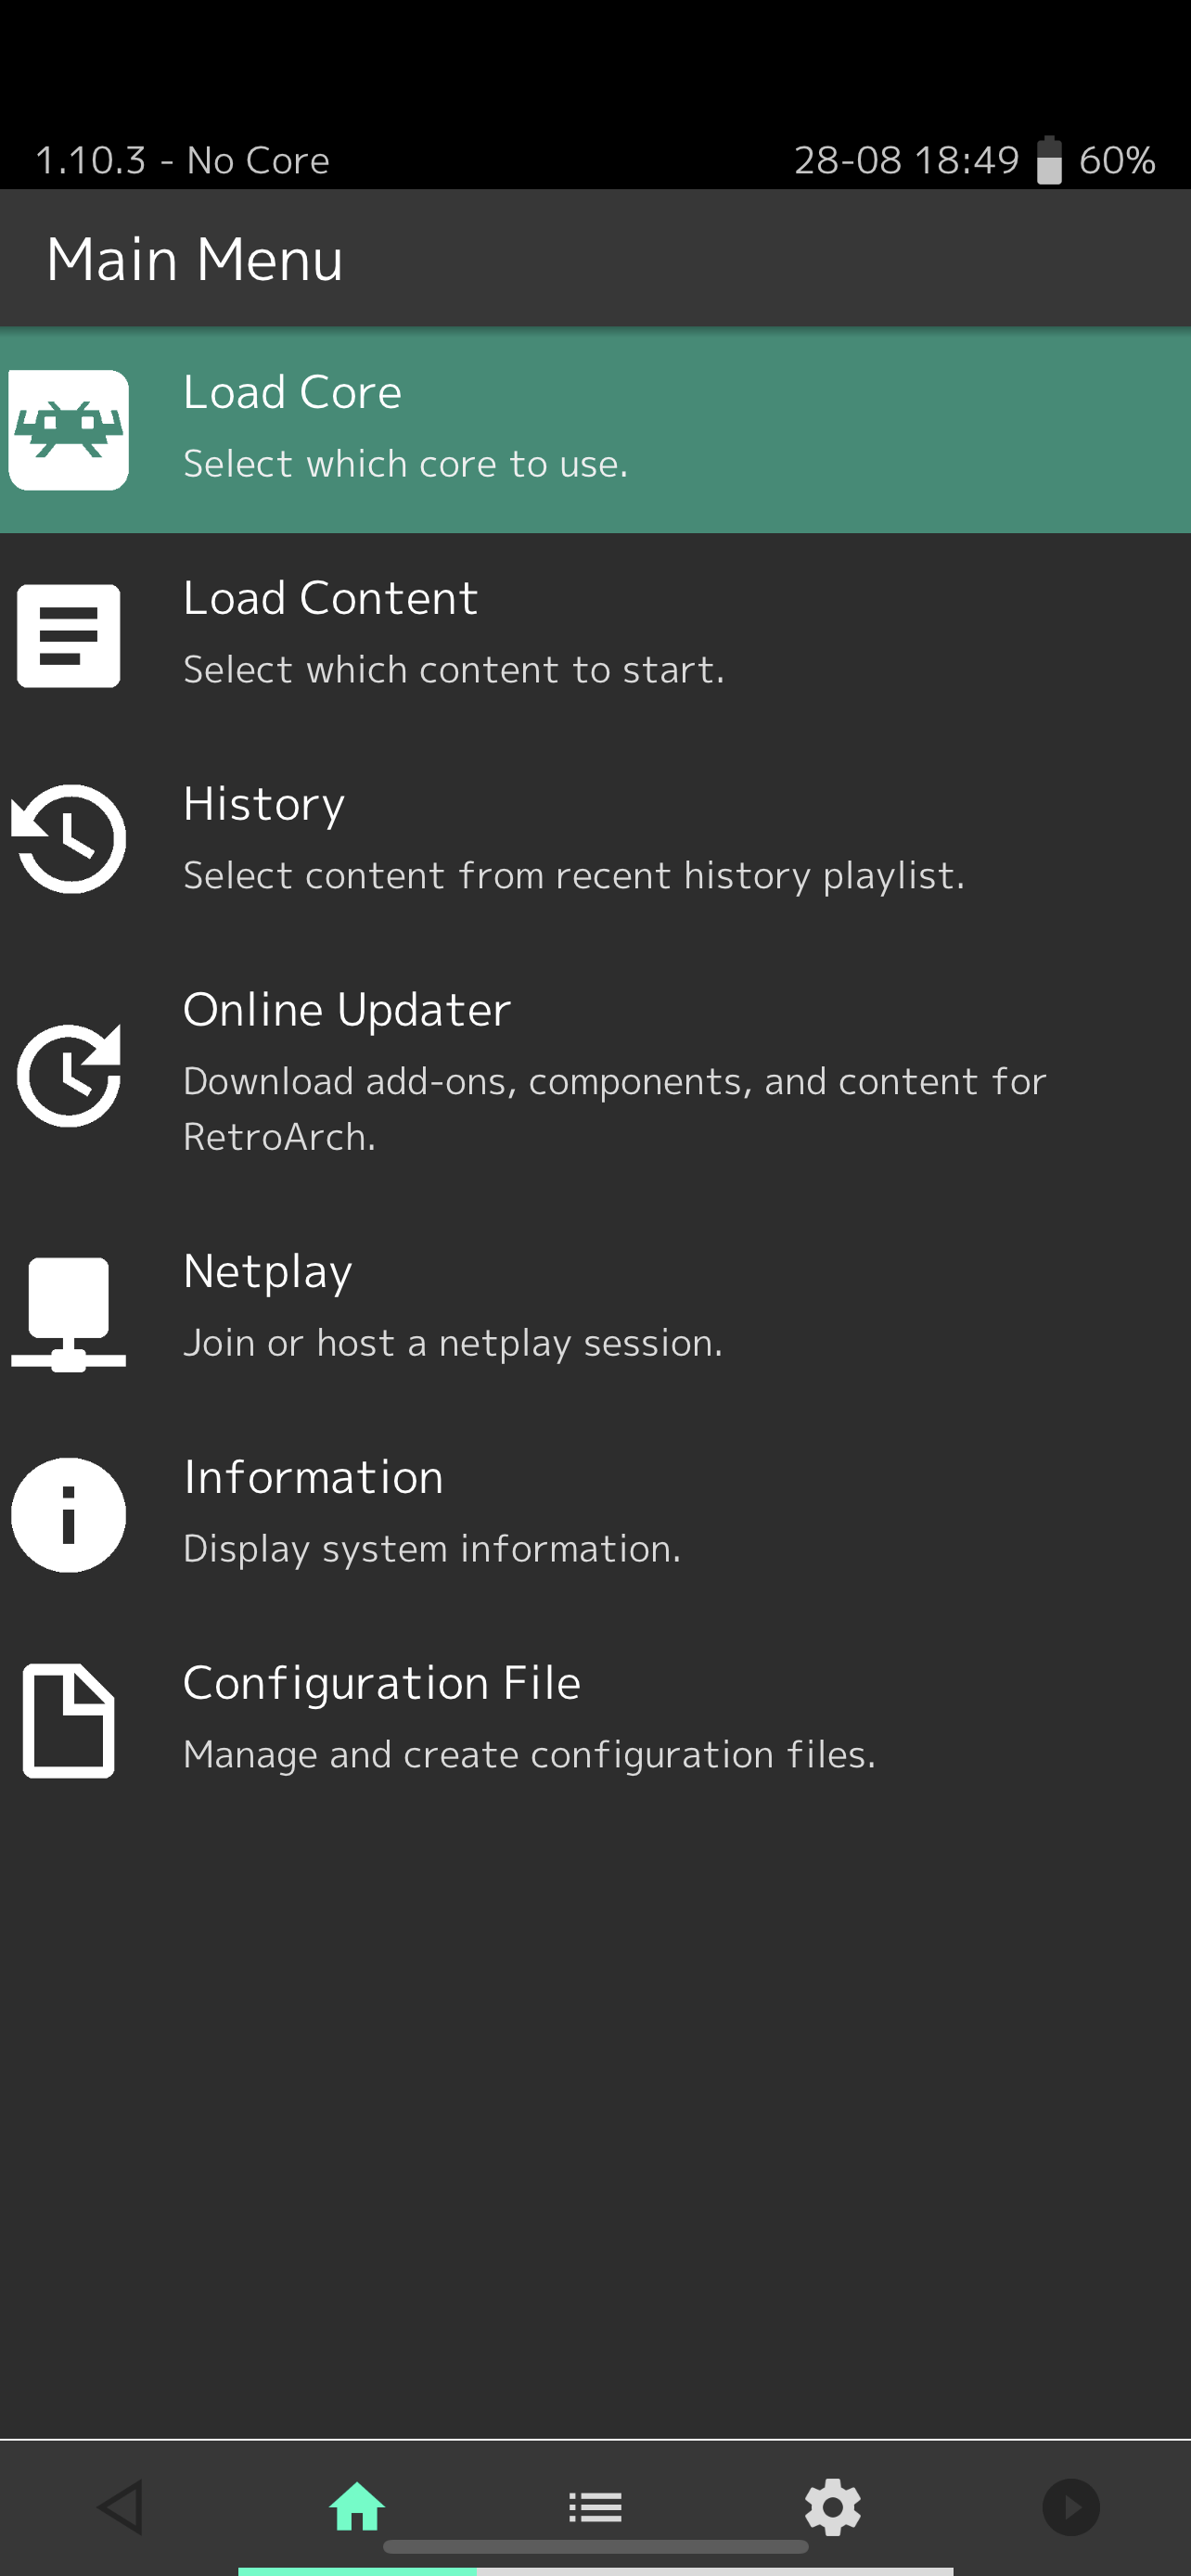 1.10.3 - No Core 28-08 18:49 60%
Main Menu
Load Core
Select which core to use.
Load Content
Select which content to start.
History
Select content from recent history playlist.
Online Updater
Download add-ons, components, and content for
RetroArch.
Netplay
Join or host a netplay session.
Information
Display system information.
Configuration File
Manage and create configuration files.